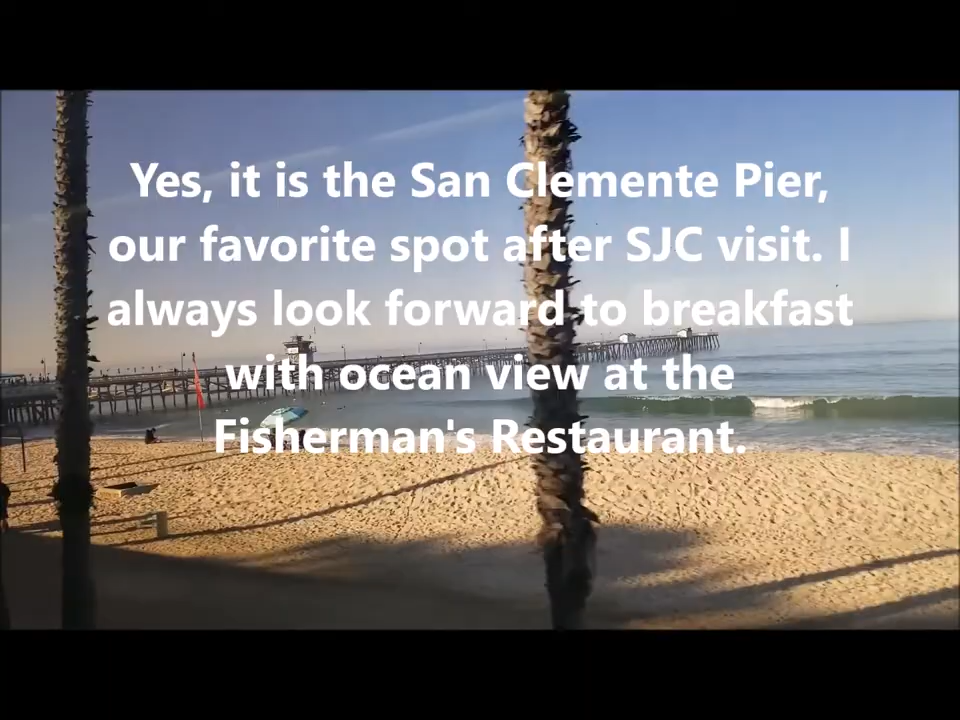 Yes, it is the San Clemente Pier,
our favorite spot after SJC visit. I
always look forward to breakfast
with ocean view at the
Fisherman's Restaurant.